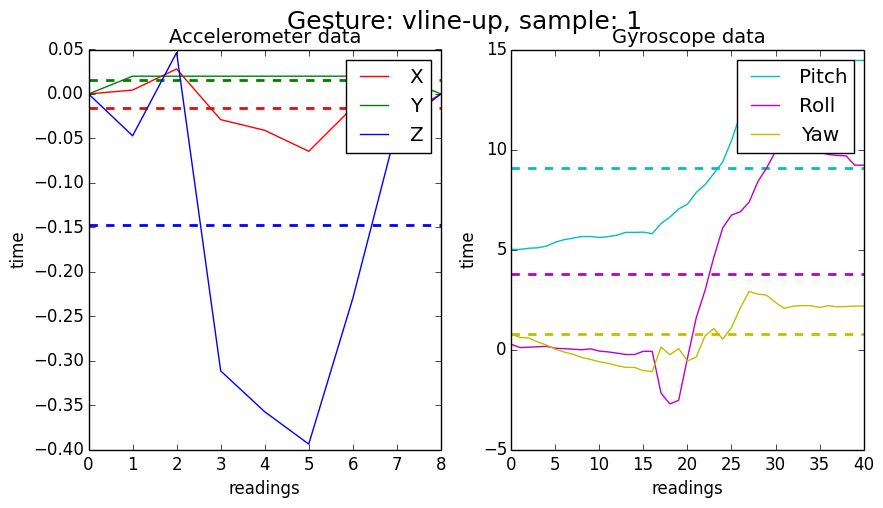 Gesture: vline-up, sample: 1
Accelerometer data
0.05
0.00
−0.05
−0.10
−0.15
−0.20
−0.25
−0.30
−0.35
−0.40
time
X
Y
Z
0 1 2 3 4 5 6 7 8
readings
Gyroscope data
15
10
5
0
−5
time
Pitch
Roll
Yaw
0 5 10 15 20 25 30 35 40
readings